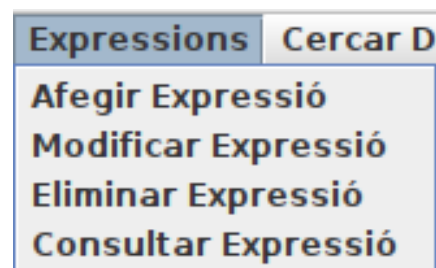 Expressions Cercar D
Afegir Expressió
Modificar Expressió
Eliminar Expressió
Consultar Expressió